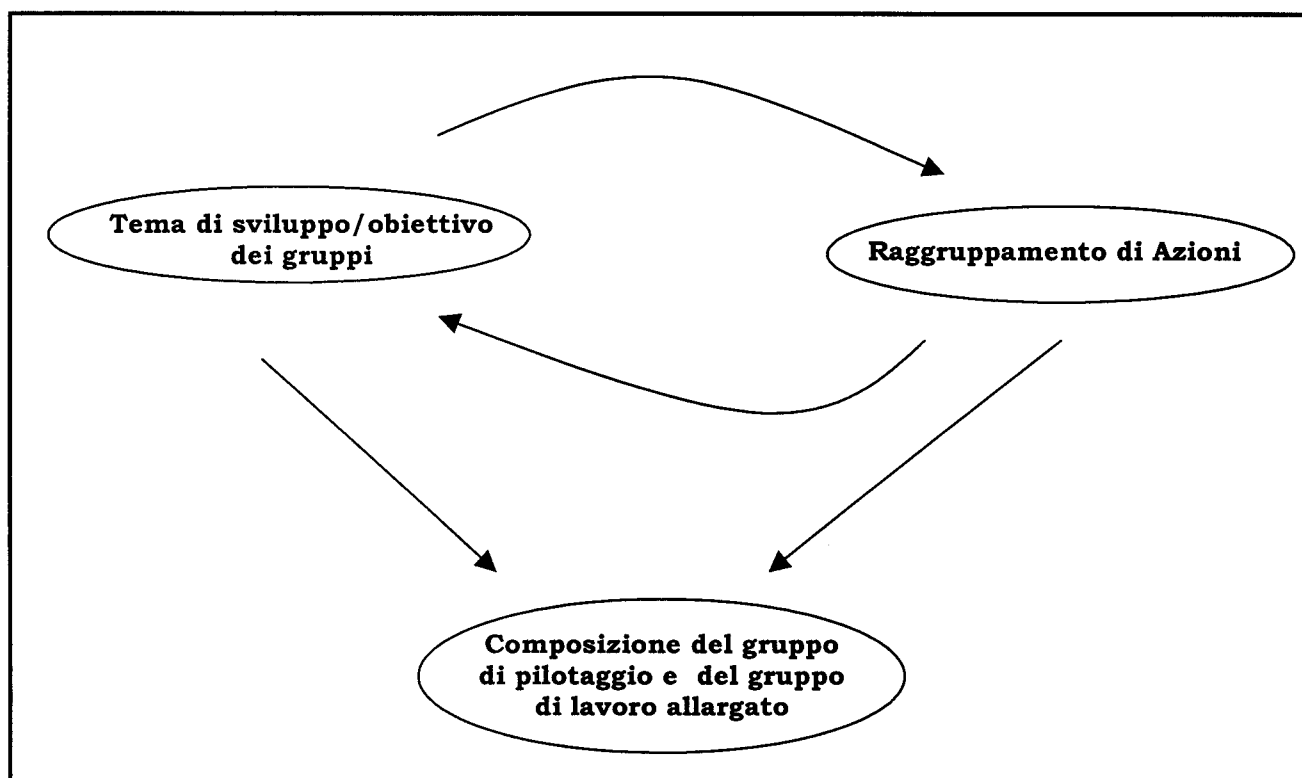 Tema di sviluppo/obiettivo
dei gruppi
Raggruppamento di Azioni
Composizione del gruppo
di pilotaggio e del gruppo
di lavoro allargato